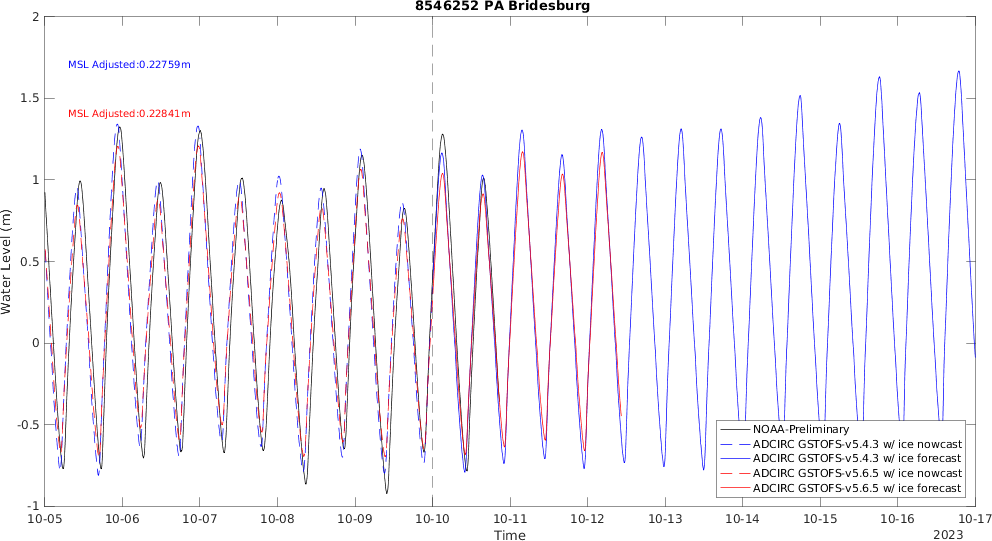 8546252 PA Bridesburg
MSL Adjusted:0.22759m
MSL Adjusted:0.22841m
Water Level (m)
2
1.5
1
0.5
0
-0.5
-1
NOAA-Preliminary
ADCIRC GSTOFS-v5.4.3 w/ ice nowcast
ADCIRC GSTOFS-v5.4.3 w/ ice forecast
ADCIRC GSTOFS-v5.6.5 w/ ice nowcast
ADCIRC GSTOFS-v5.6.5 w/ ice forecast
10-05 10-06 10-07 10-08 10-09 10-10 10-11 10-12 10-13 10-14 10-15 10-16 10-17
Time
2023